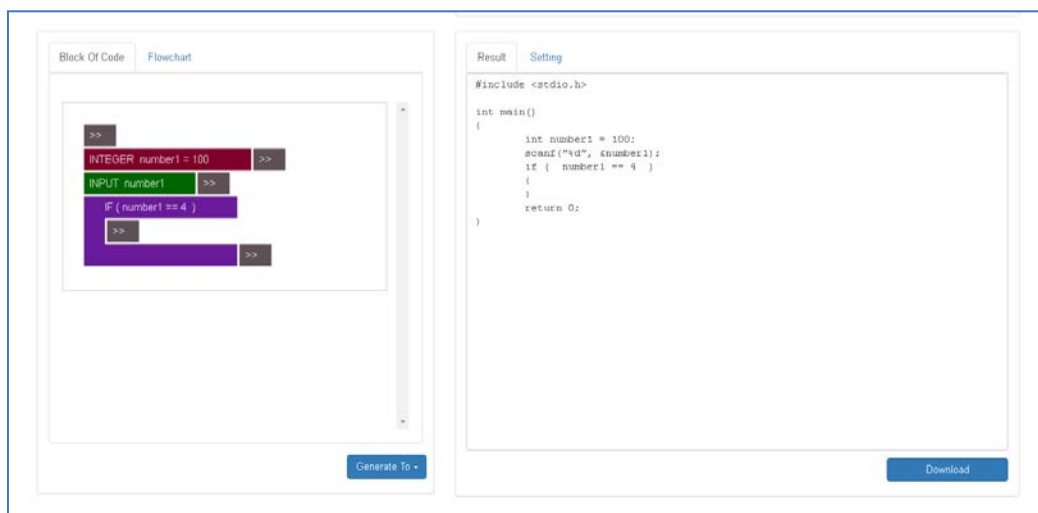 Block Of Code Flowchart
>>
INTEGER number1 = 100 >>
INPUT number1 >>
IF ( number1 == 4 )
>>
>>
Generate To
Result Setting
#include <stdio.h>
int main()
{
int number1 = 100;
scanf("%d", &number1);
if ( number1 == 4 )
{
}
return 0;
}
Download